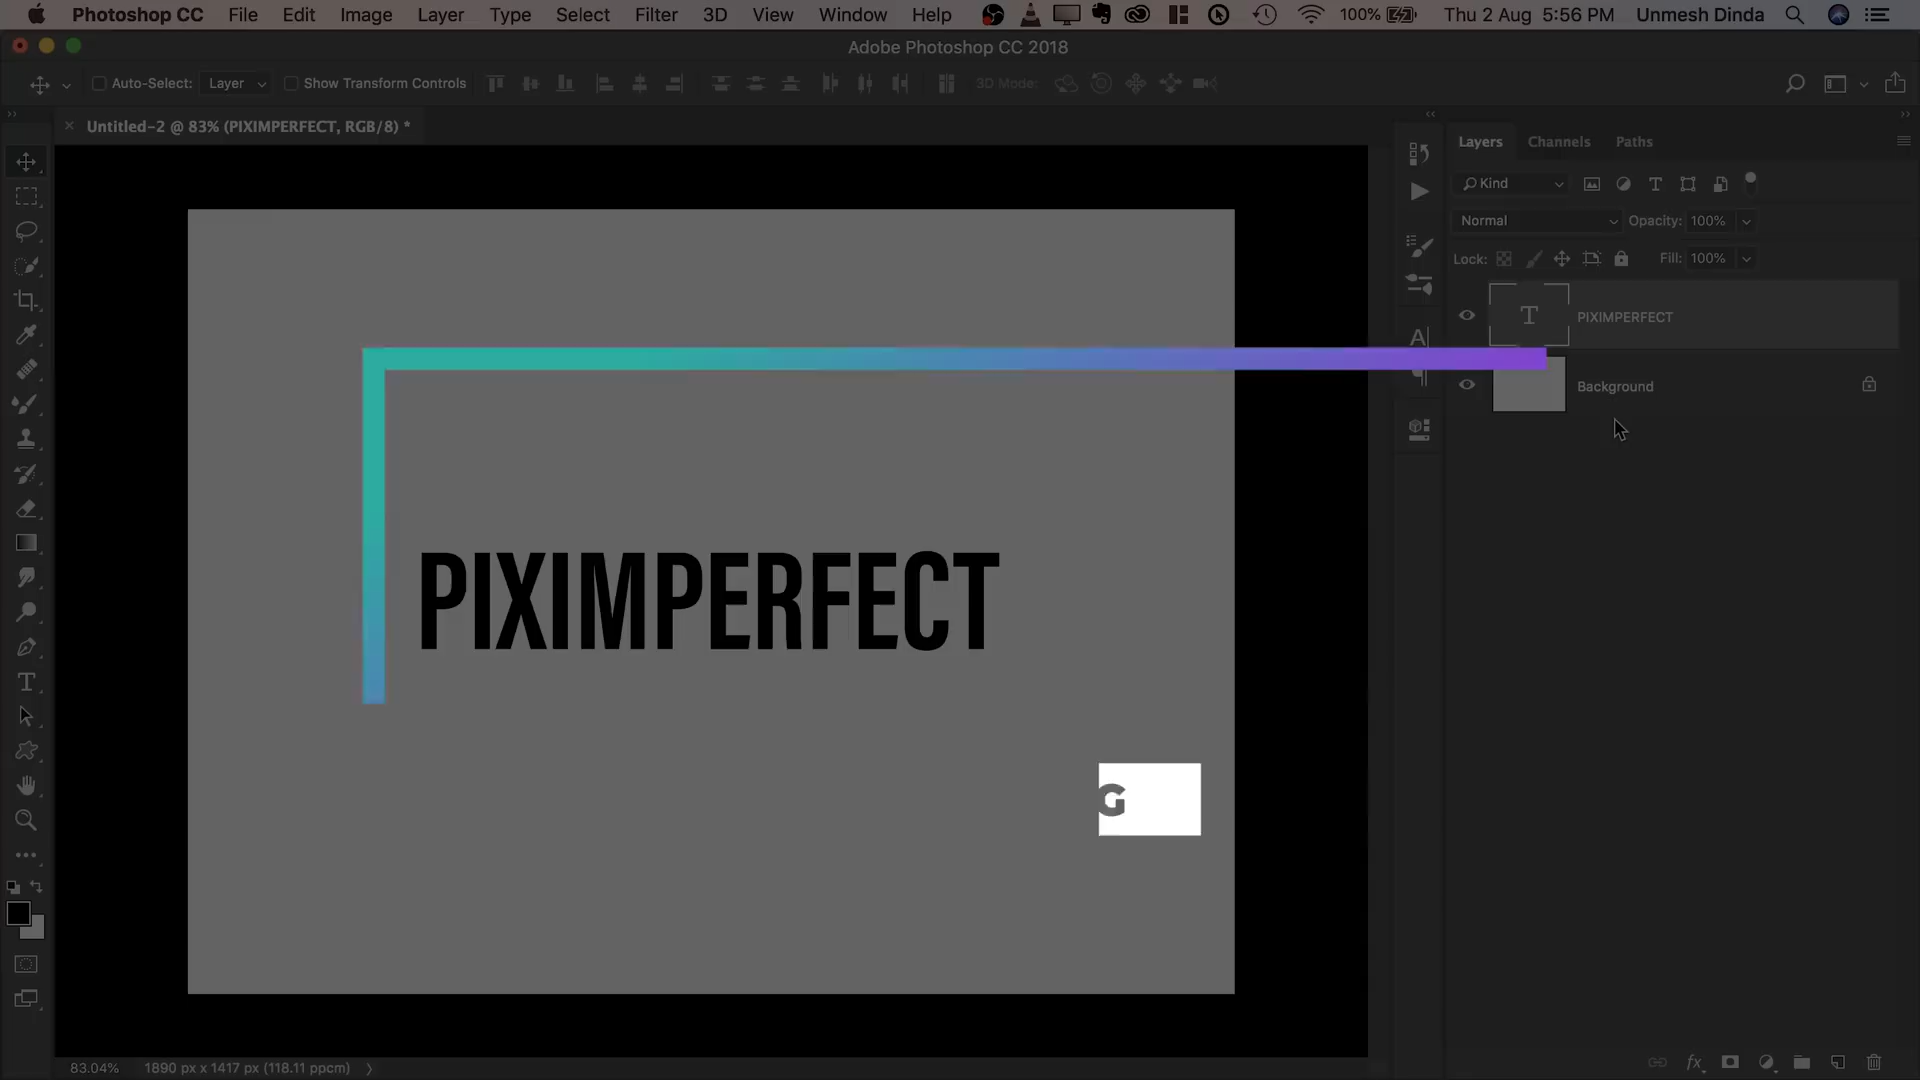 Photoshop CC File Edit Image Layer Type Select Filter 3D View Window Help 100% Thu 2 Aug 5:56 PM Unmesh Dinda
Adobe Photoshop CC 2018
Auto-Select: Layer Show Transform Controls 3D Mode:
Untitled-2 @ 83% (PIXIMPERFECT, RGB/8) *
Layers Channels Paths
Kind
Normal Opacity: 100%
Lock: Fill: 100%
PIXIMPERFECT
Background
PIXIMPERFECT
G
83.04% 1890 px x 1417 px (118.11 ppcm)